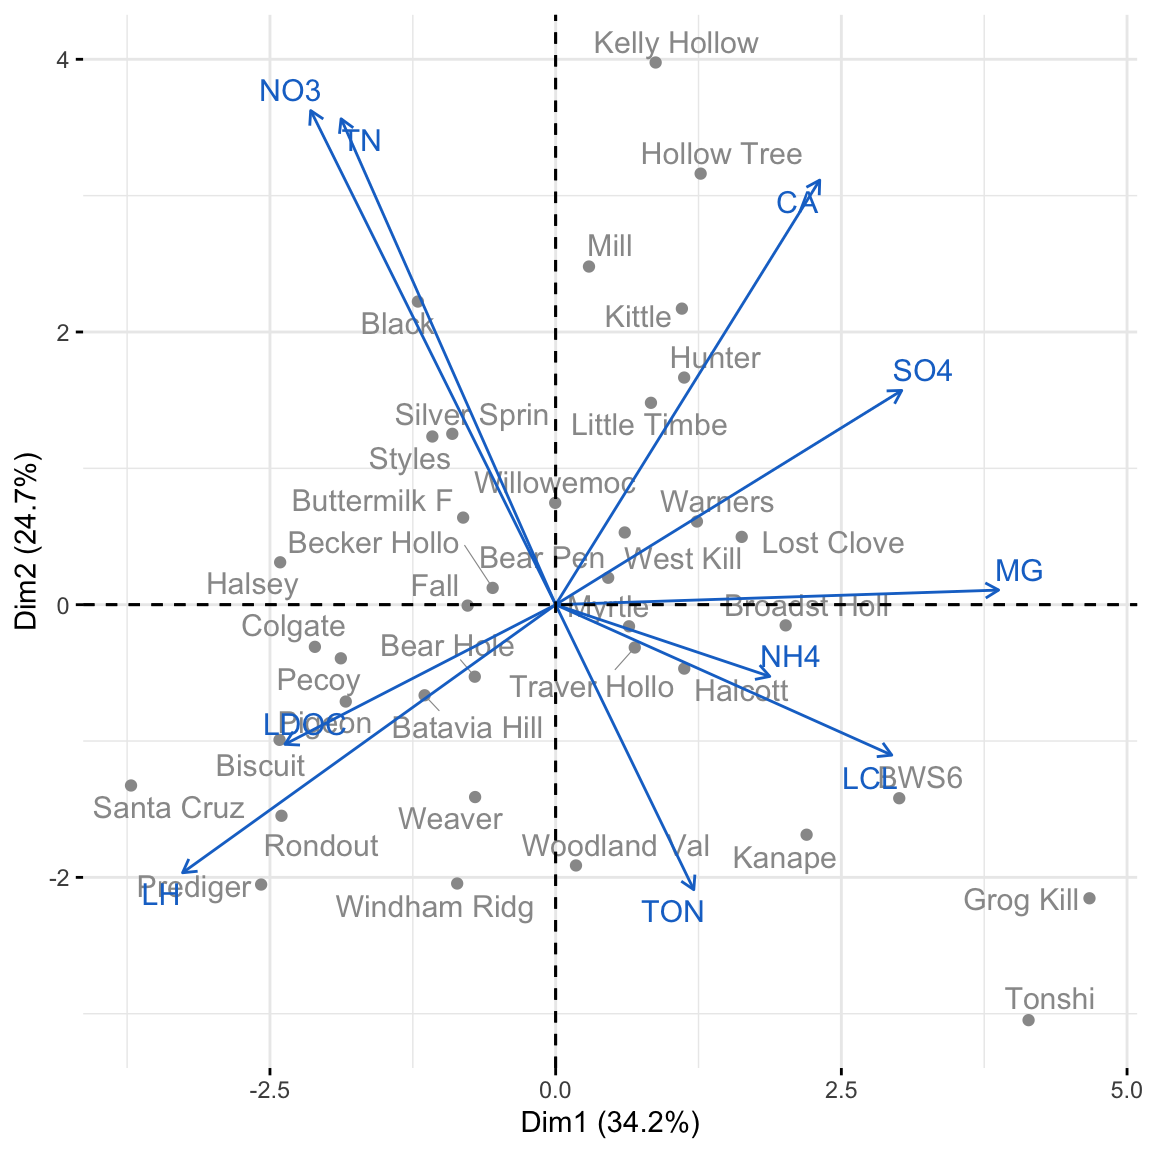 Kelly Hollow
4
NO3
TN
Hollow Tree
CA
Mill
Kittle
Black
2
Hunter
SO4
Silver Sprin
Little Timbe
Styles
Willowemoc
Buttermilk F
Warners
Becker Hollo
Bear Pen
West Kill
Lost Clove
Halsey
Fall
MG
0
Myrtle
Broadst Holl
Colgate
Bear Hole
NH4
Pecoy
Traver Hollo
Halcott
LDOC
Pigeon
Batavia Hill
Biscuit
LCL
BWS6
Santa Cruz
Weaver
Rondout
Woodland Val
Kanape
-2
Prediger
LH
Windham Ridg
TON
Grog Kill
Tonshi
-2.5
0.0
2.5
5.0
Dim1 (34.2%)
Dim2 (24.7%)